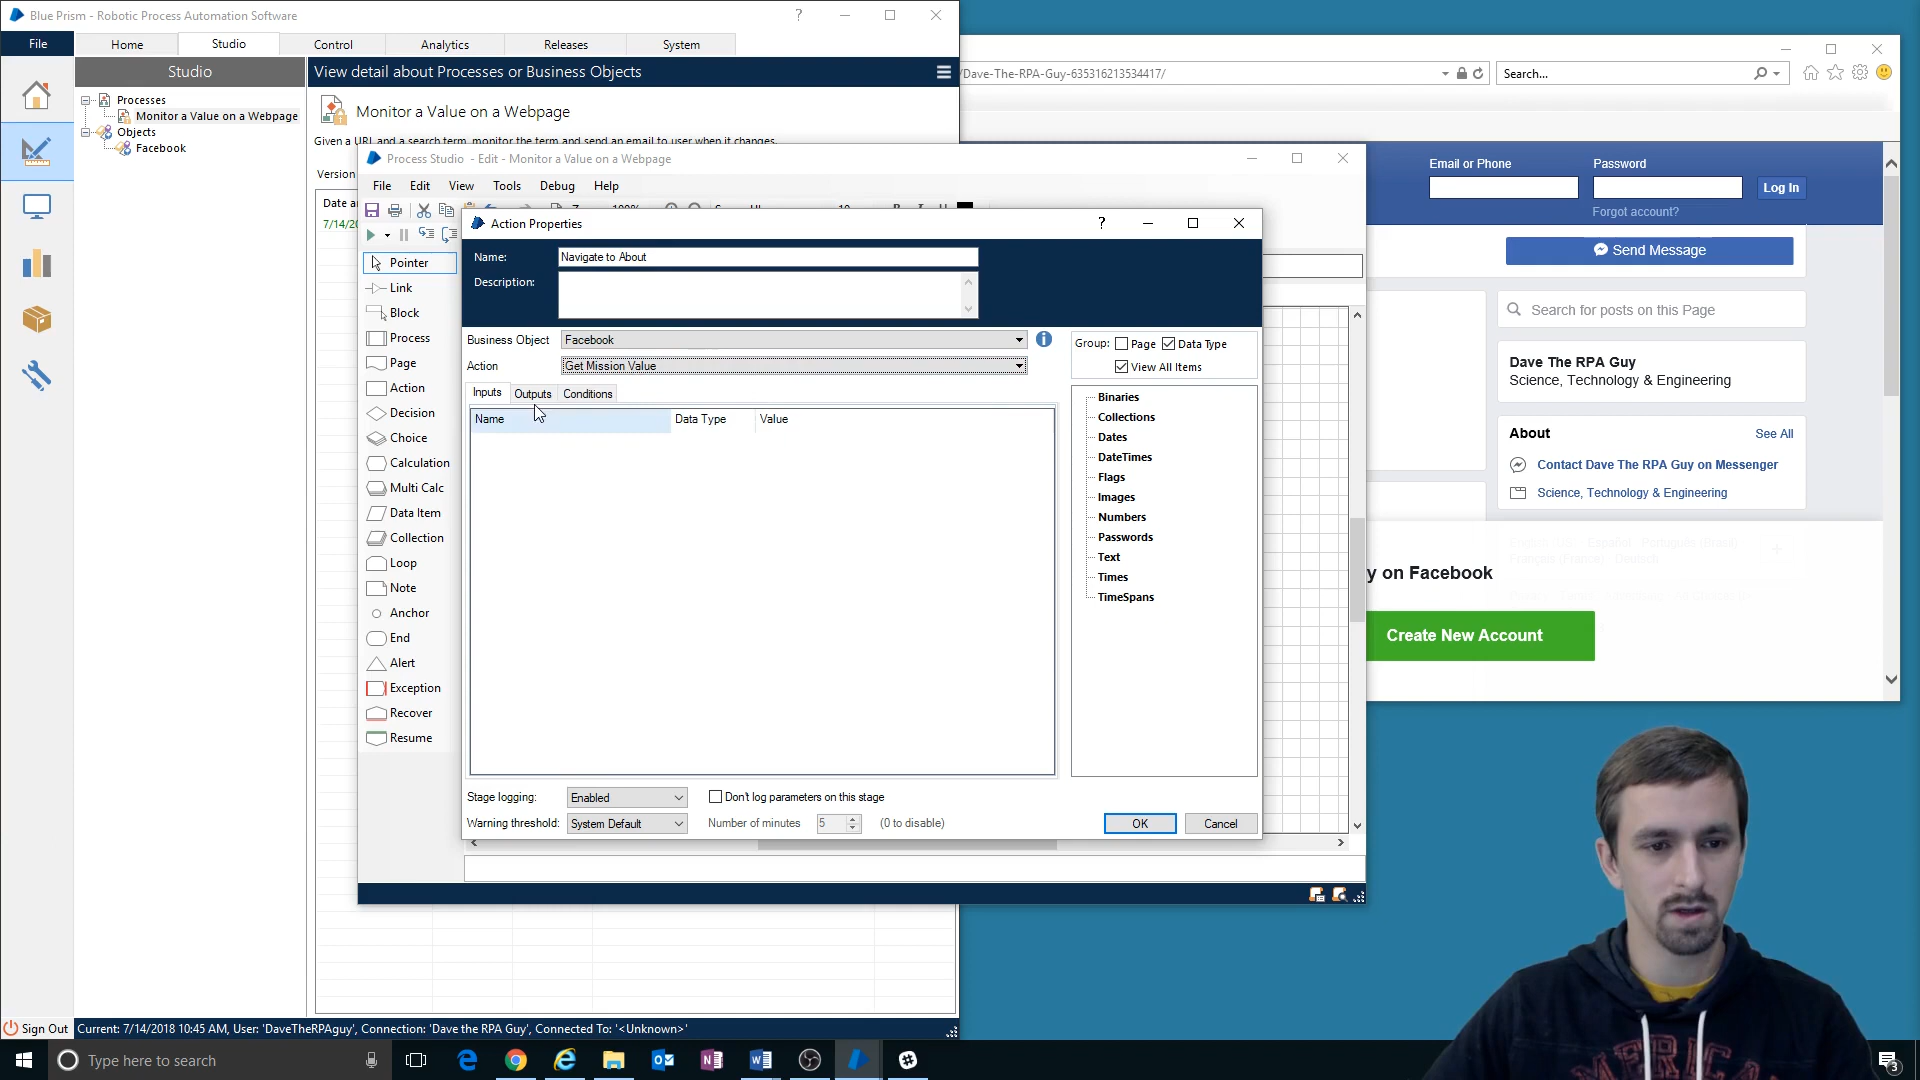 Blue Prism - Robotic Process Automation Software
?
File
Home
Studio
Control
Analytics
Releases
System
Studio
View detail about Processes or Business Objects
Processes
Monitor a Value on a Webpage
Objects
Facebook
Monitor a Value on a Webpage
Given a URL and a search term, monitor the term and send an email to user when it changes.
Version
Date a
7/14/20
/Dave-The-RPA-Guy-635316213534417/
Search...
Process Studio - Edit - Monitor a Value on a Webpage
File
Edit
View
Tools
Debug
Help
Pointer
Link
Block
Process
Page
Action
Decision
Choice
Calculation
Multi Calc
Data Item
Collection
Loop
Note
Anchor
End
Alert
Exception
Recover
Resume
Action Properties
?
Name:
Navigate to About
Description:
Business Object
Facebook
Action
Get Mission Value
Group:
Page
Data Type
View All Items
Inputs
Outputs
Conditions
Name
Data Type
Value
Binaries
Collections
Dates
DateTimes
Flags
Images
Numbers
Passwords
Text
Times
TimeSpans
Stage logging:
Enabled
Don't log parameters on this stage
Warning threshold:
System Default
Number of minutes
5
(0 to disable)
OK
Cancel
Email or Phone
Password
Log In
Forgot account?
Send Message
Search for posts on this Page
Dave The RPA Guy
Science, Technology & Engineering
About
See All
Contact Dave The RPA Guy on Messenger
Science, Technology & Engineering
y on Facebook
Create New Account
Sign Out
Current: 7/14/2018 10:45 AM, User: 'DaveTheRPAguy', Connection: 'Dave the RPA Guy', Connected To: '<Unknown>'
Type here to search
3